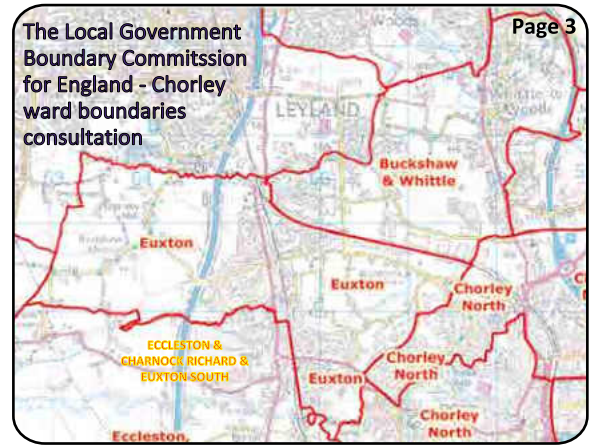 The Local Government
Boundary Commitssion
for England - Chorley
ward boundaries
consultation
Page 3
LEYLAND
Buckshaw
& Whittle
Euxton
Euxton
Chorley
North
ECCLESTON &
CHARNOCK RICHARD &
EUXTON SOUTH
Euxton
Chorley
North
Chorley
North
Eccleston,